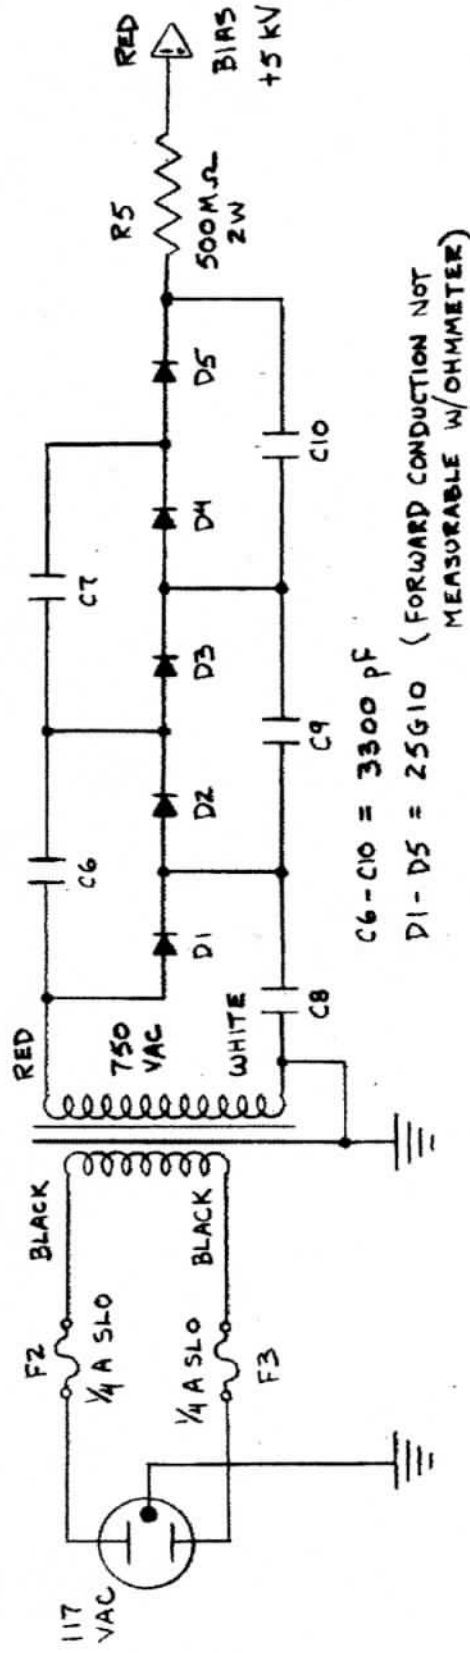 117
VAC
F2
¼ A SLO
¼ A SLO
F3
BLACK
BLACK
RED
750
VAC
WHITE
C6
C7
D1
D2
D3
D4
D5
C8
C9
C10
R5
500MΩ
2W
RED
BIAS
+5 KV
C6-C10 = 3300 pF
D1-D5 = 25G10 (FORWARD CONDUCTION NOT
MEASURABLE W/OHMMETER)